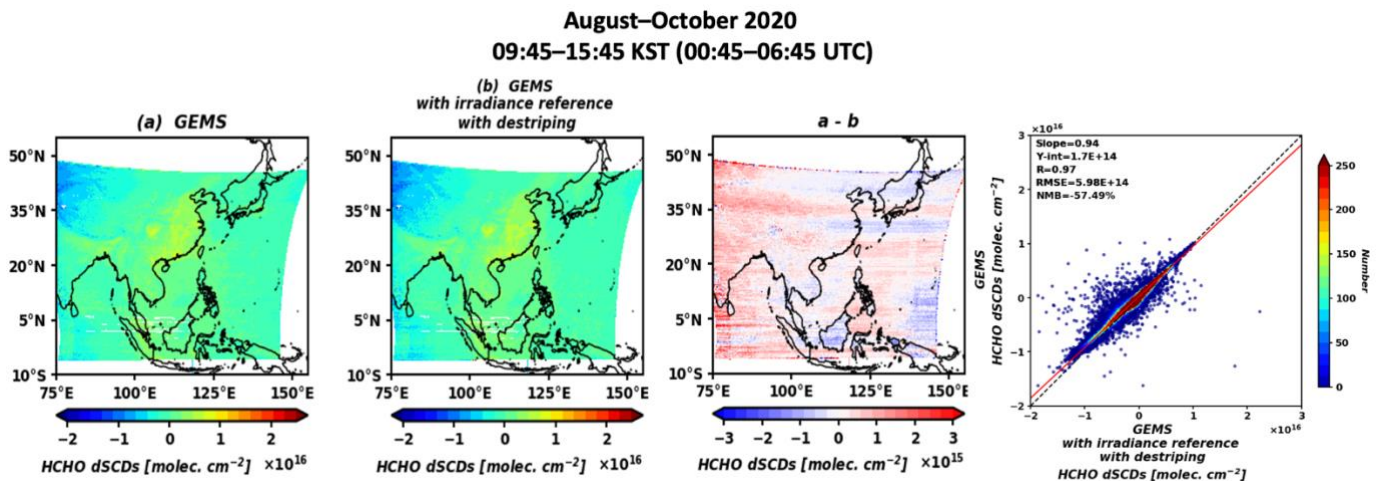 August–October 2020
09:45–15:45 KST (00:45–06:45 UTC)
(a) GEMS
50°N
35°N
20°N
5°N
10°S
75°E
100°E
125°E
155°E
−2 −1 0 1 2
HCHO dSCDs [molec. cm⁻²] ×10¹⁶
(b) GEMS
with irradiance reference
with destriping
50°N
35°N
20°N
5°N
10°S
75°E
100°E
125°E
155°E
−2 −1 0 1 2
HCHO dSCDs [molec. cm⁻²] ×10¹⁶
a - b
50°N
35°N
20°N
5°N
10°S
75°E
100°E
125°E
155°E
−3 −2 −1 0 1 2 3
HCHO dSCDs [molec. cm⁻²] ×10¹⁵
×10¹⁶
Slope=0.94
Y-int=1.7E+14
R=0.97
RMSE=5.98E+14
NMB=-57.49%
GEMS
HCHO dSCDs [molec. cm⁻²]
3
2
1
0
−1
−2
−2 −1 0 1 2 3
×10¹⁶
GEMS
with irradiance reference
with destriping
HCHO dSCDs [molec. cm⁻²]
250
200
150
100
50
0
Number